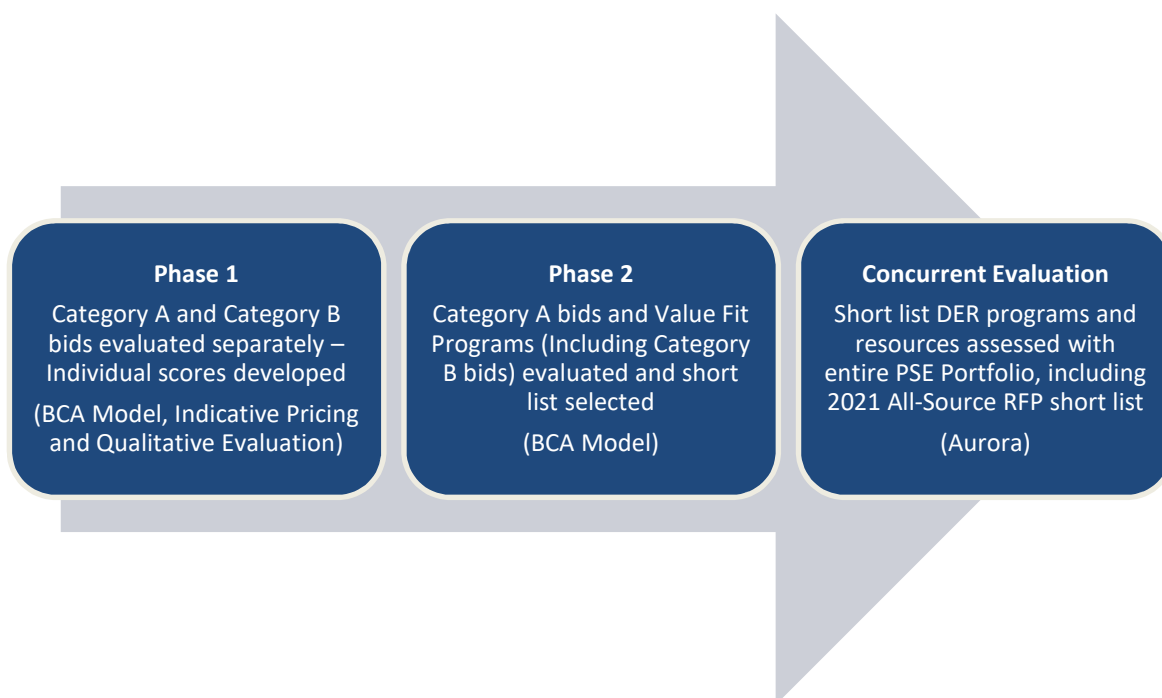 Phase 1
Category A and Category B
bids evaluated separately –
Individual scores developed
(BCA Model, Indicative Pricing
and Qualitative Evaluation)
Phase 2
Category A bids and Value Fit
Programs (Including Category
B bids) evaluated and short
list selected
(BCA Model)
Concurrent Evaluation
Short list DER programs and
resources assessed with
entire PSE Portfolio, including
2021 All-Source RFP short list
(Aurora)